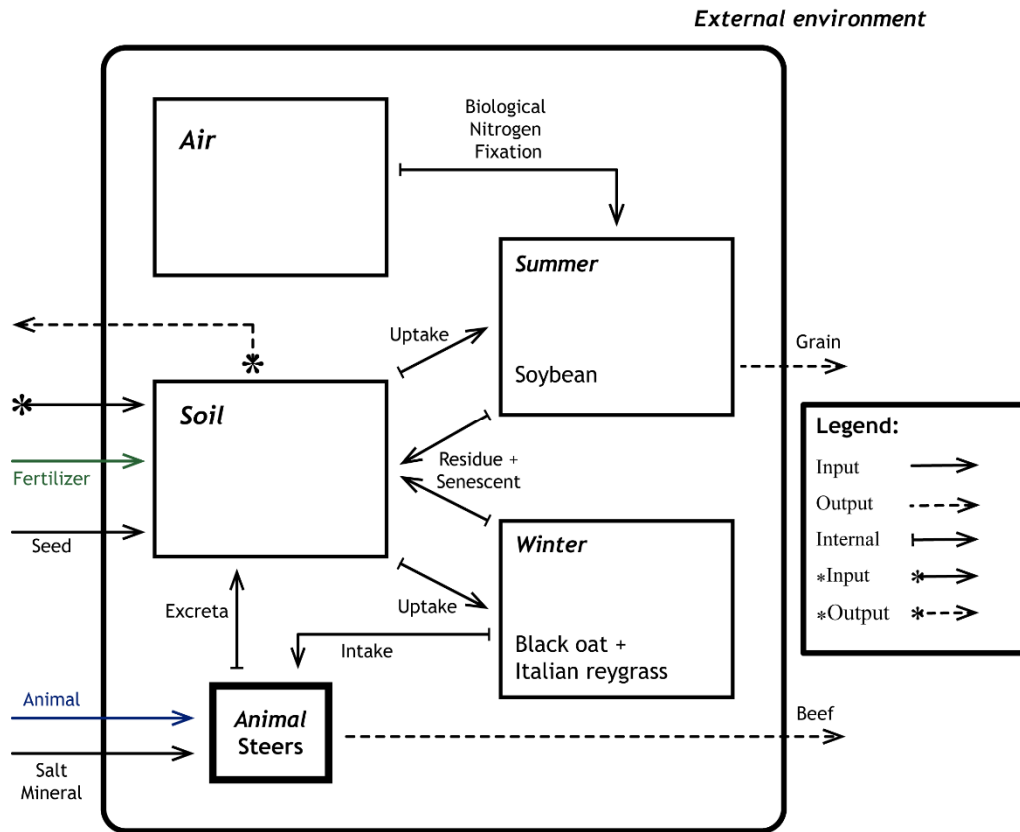 External environment
Air
Biological
Nitrogen
Fixation
Summer
Soybean
Uptake
Grain
*
*
Soil
Fertilizer
Seed
Residue +
Senescent
Winter
Black oat +
Italian reygrass
Uptake
Excreta
Intake
Animal
Salt
Mineral
Animal
Steers
Beef
Legend:
Input
Output
Internal
*Input *
*Output *